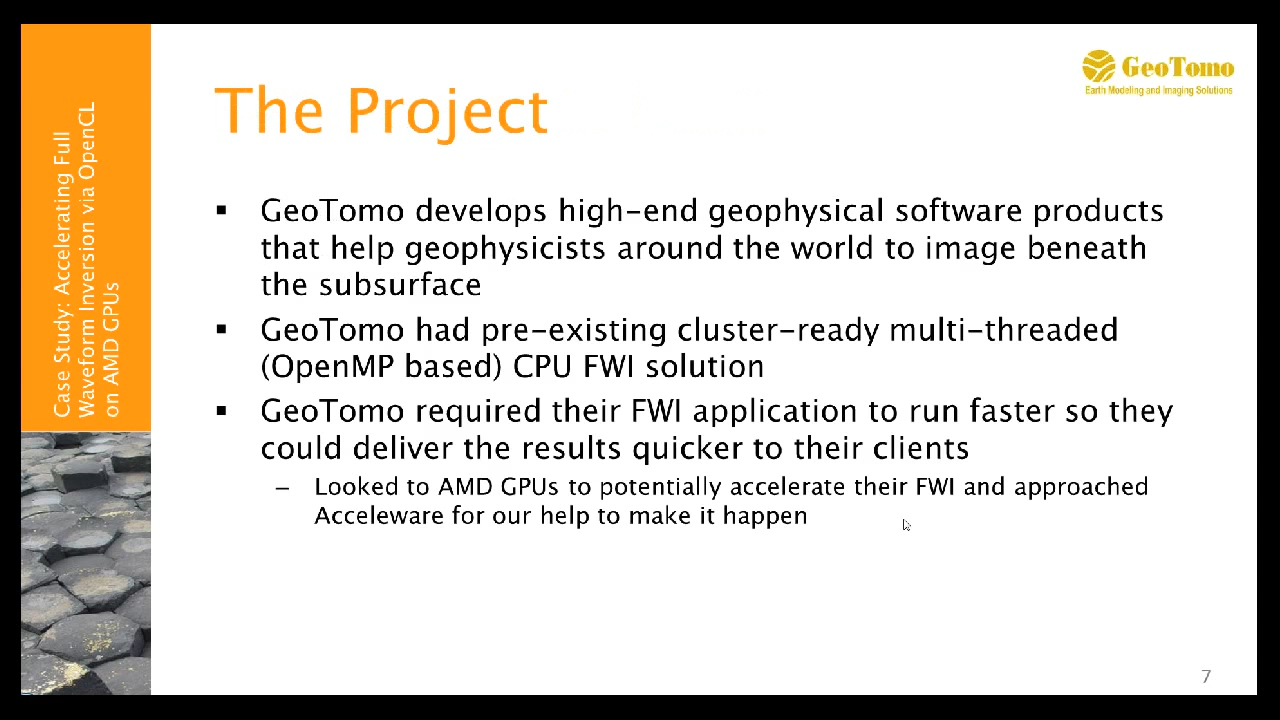 Case Study: Accelerating Full
Waveform Inversion via OpenCL
on AMD GPUs
GeoTomo
Earth Modeling and Imaging Solutions
The Project
▪ GeoTomo develops high-end geophysical software products
that help geophysicists around the world to image beneath
the subsurface
▪ GeoTomo had pre-existing cluster-ready multi-threaded
(OpenMP based) CPU FWI solution
▪ GeoTomo required their FWI application to run faster so they
could deliver the results quicker to their clients
– Looked to AMD GPUs to potentially accelerate their FWI and approached
Acceleware for our help to make it happen
7